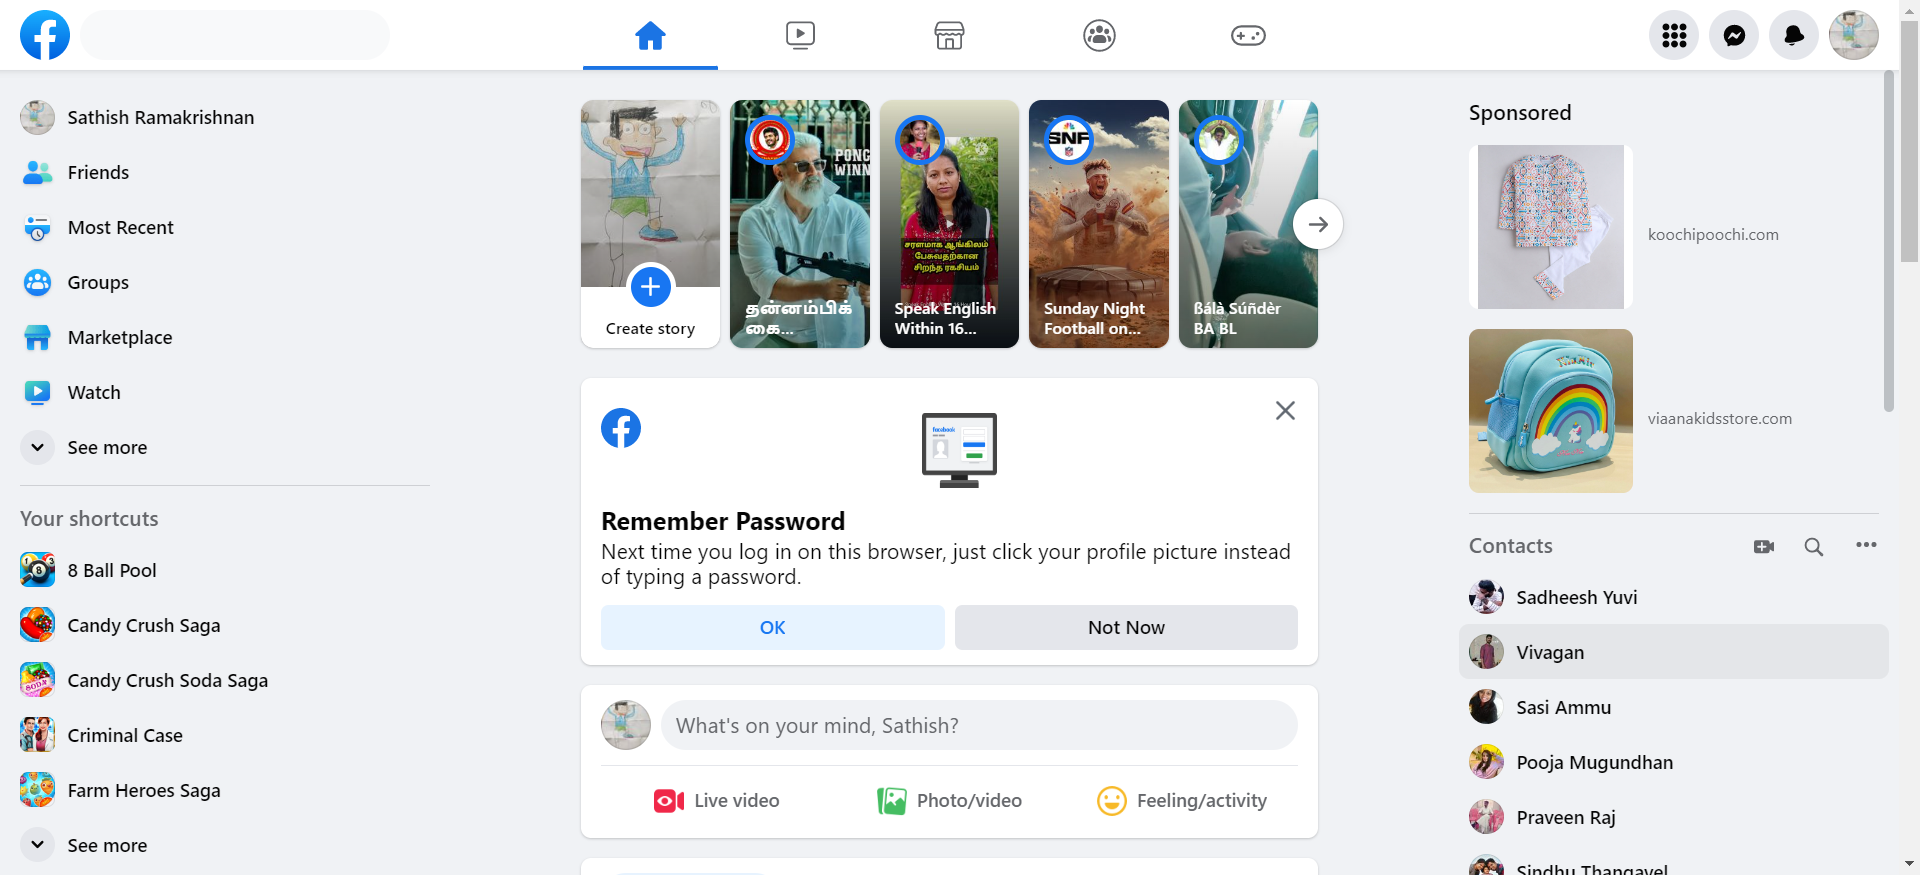 Sathish Ramakrishnan
Friends
Most Recent
Groups
Marketplace
Watch
See more
Your shortcuts
8 Ball Pool
Candy Crush Saga
Candy Crush Soda Saga
Criminal Case
Farm Heroes Saga
See more
Create story
PONG
WINN
தன்னம்பிக்
கை...
சரளமாக ஆங்கிலம்
பேசுவதற்கான
சிறந்த ரகசியம்
Speak English
Within 16...
SNF
Sunday Night
Football on...
ßálà Súñdèr
BA BL
facebook
Remember Password
Next time you log in on this browser, just click your profile picture instead
of typing a password.
OK
Not Now
What's on your mind, Sathish?
Live video
Photo/video
Feeling/activity
Sponsored
koochipoochi.com
viaanakidsstore.com
Contacts
Sadheesh Yuvi
Vivagan
Sasi Ammu
Pooja Mugundhan
Praveen Raj
Sindhu Thangavel